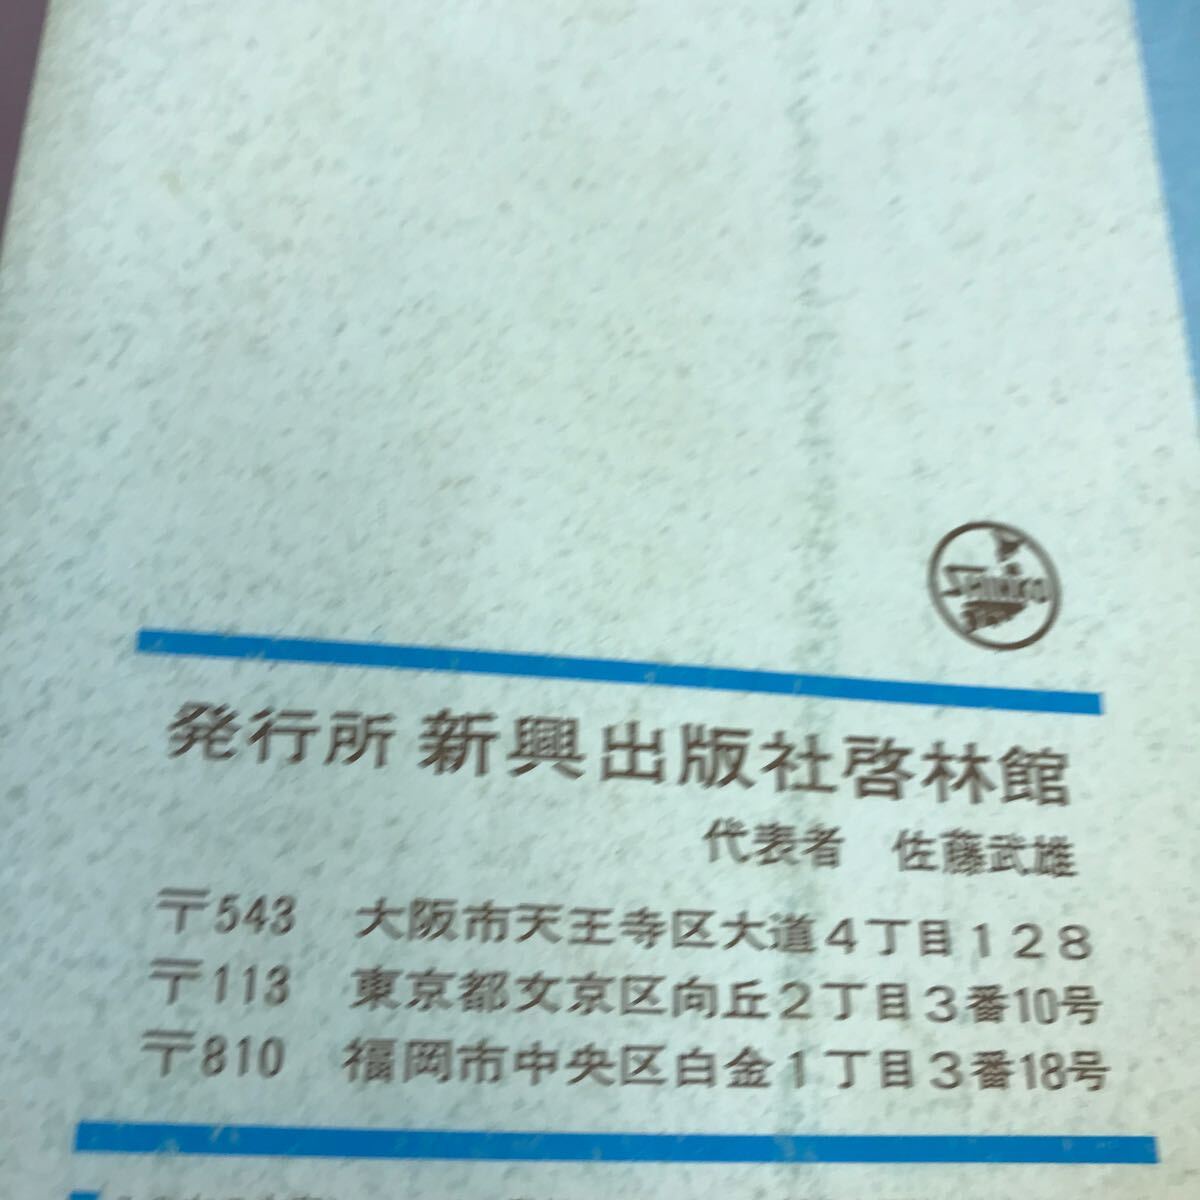 SHINKO
発行所 新興出版社啓林館
代表者 佐藤武雄
〒543 大阪市天王寺区大道4丁目128
〒113 東京都文京区向丘2丁目3番10号
〒810 福岡市中央区白金1丁目3番18号